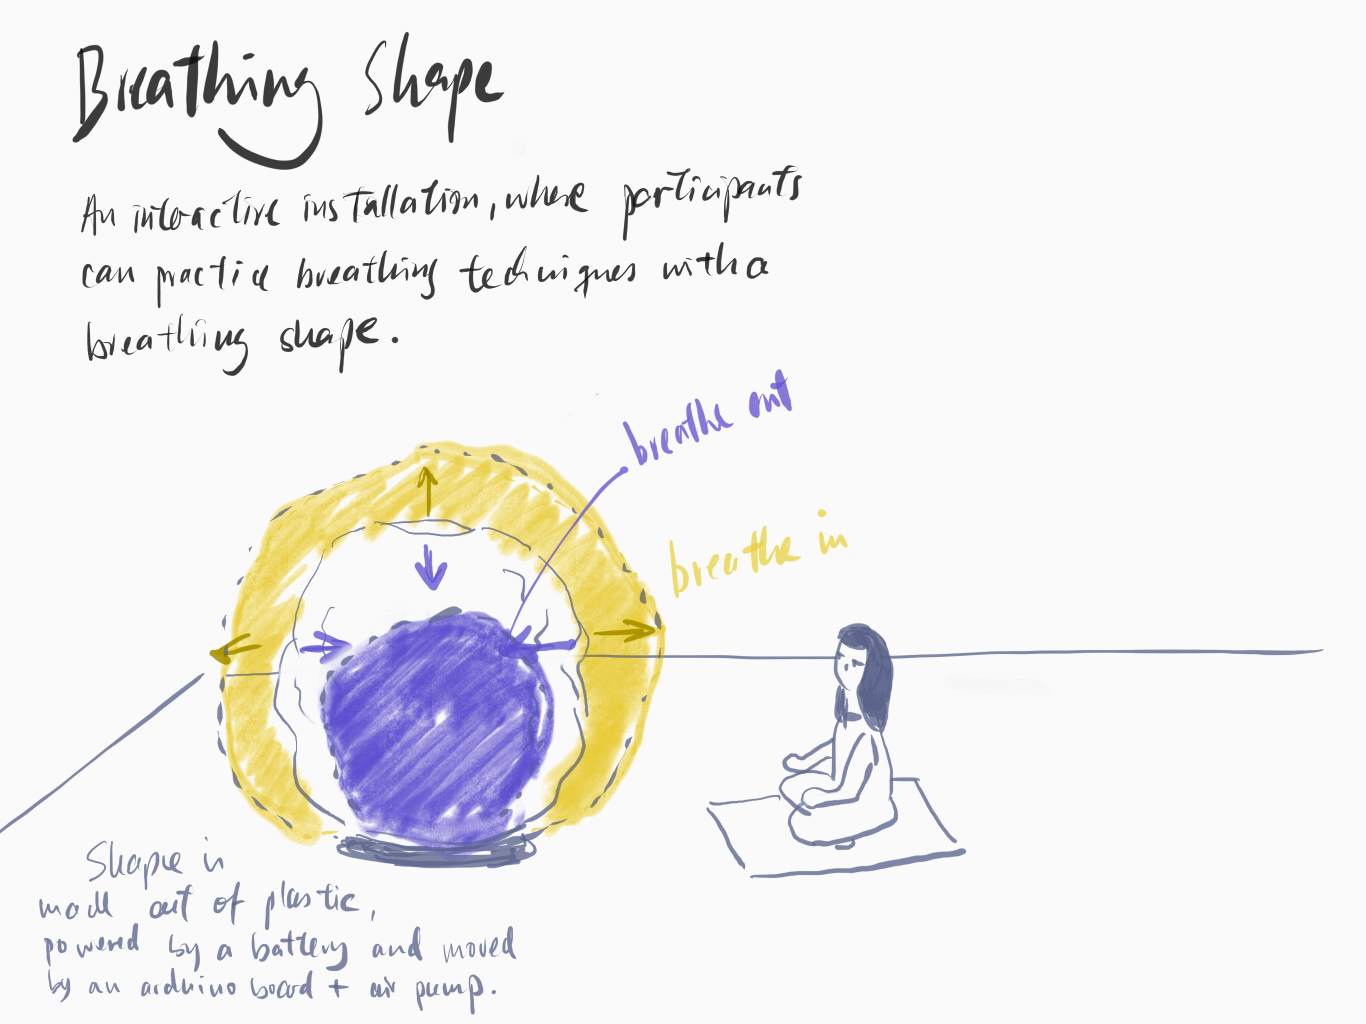 Breathing Shape
An interactive installation, where participants
can practice breathing techniques with a
breathing shape.
breathe out
breathe in
Shape is
made out of plastic,
powered by a battery and moved
by an arduino board + air pump.